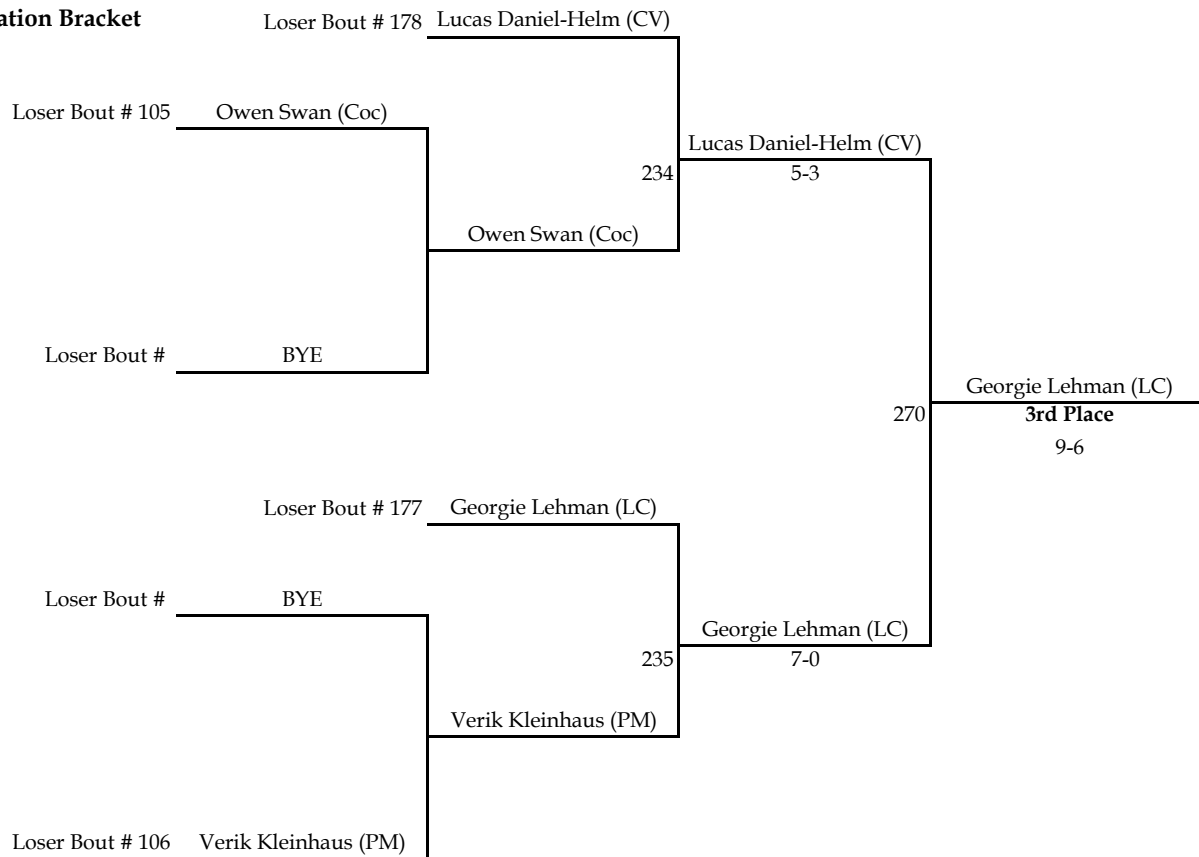 ation Bracket
Loser Bout # 178 Lucas Daniel-Helm (CV)
Loser Bout # 105 Owen Swan (Coc)
Lucas Daniel-Helm (CV)
234 5-3
Owen Swan (Coc)
Loser Bout # BYE
Georgie Lehman (LC)
270 3rd Place
9-6
Loser Bout # 177 Georgie Lehman (LC)
Loser Bout # BYE
Georgie Lehman (LC)
235 7-0
Verik Kleinhaus (PM)
Loser Bout # 106 Verik Kleinhaus (PM)